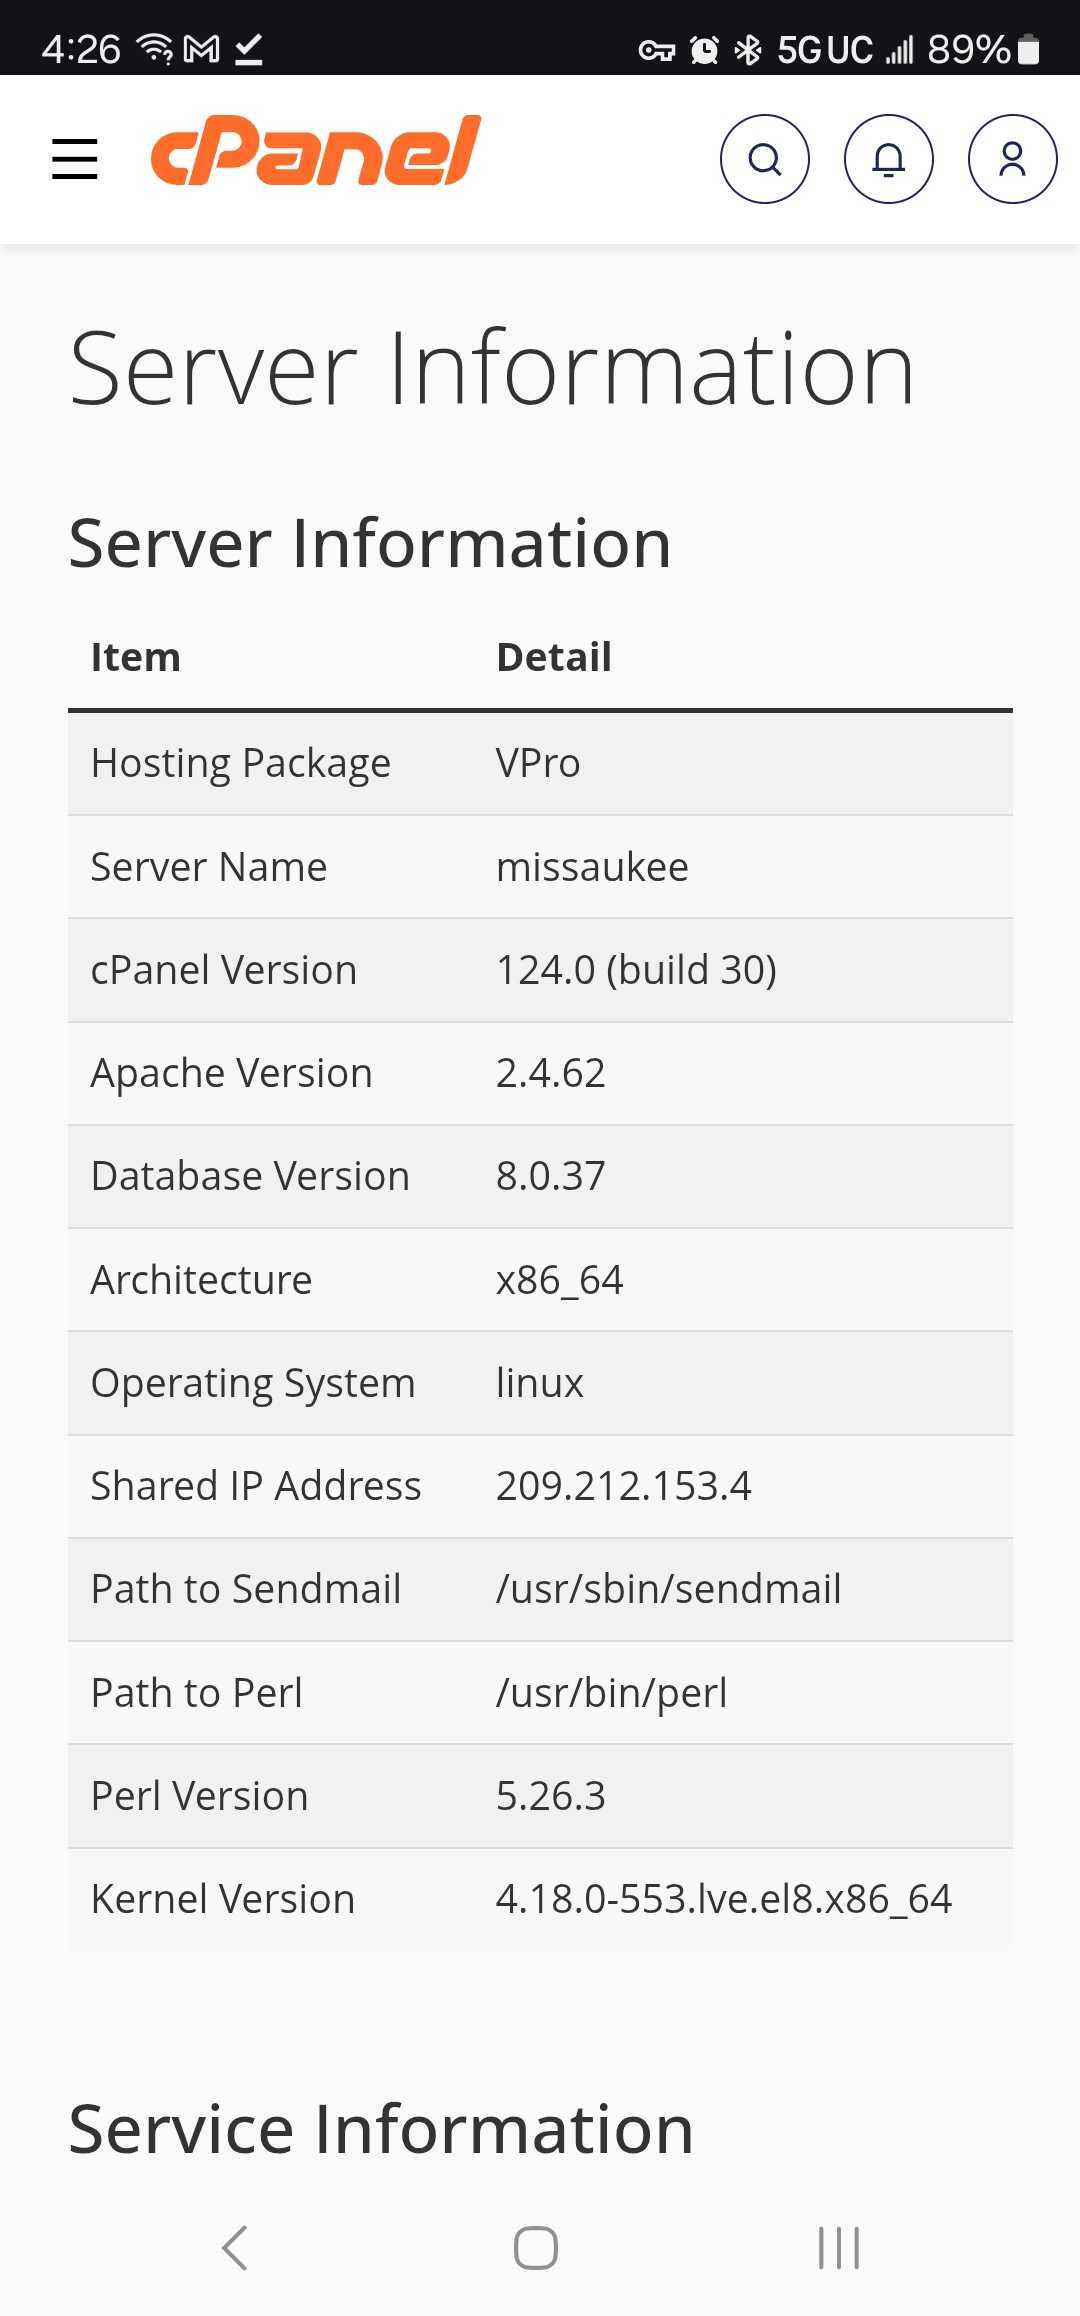 4:26 5G UC 89%
cPanel
Server Information
Server Information
Item Detail
Hosting Package VPro
Server Name missaukee
cPanel Version 124.0 (build 30)
Apache Version 2.4.62
Database Version 8.0.37
Architecture x86_64
Operating System linux
Shared IP Address 209.212.153.4
Path to Sendmail /usr/sbin/sendmail
Path to Perl /usr/bin/perl
Perl Version 5.26.3
Kernel Version 4.18.0-553.lve.el8.x86_64
Service Information